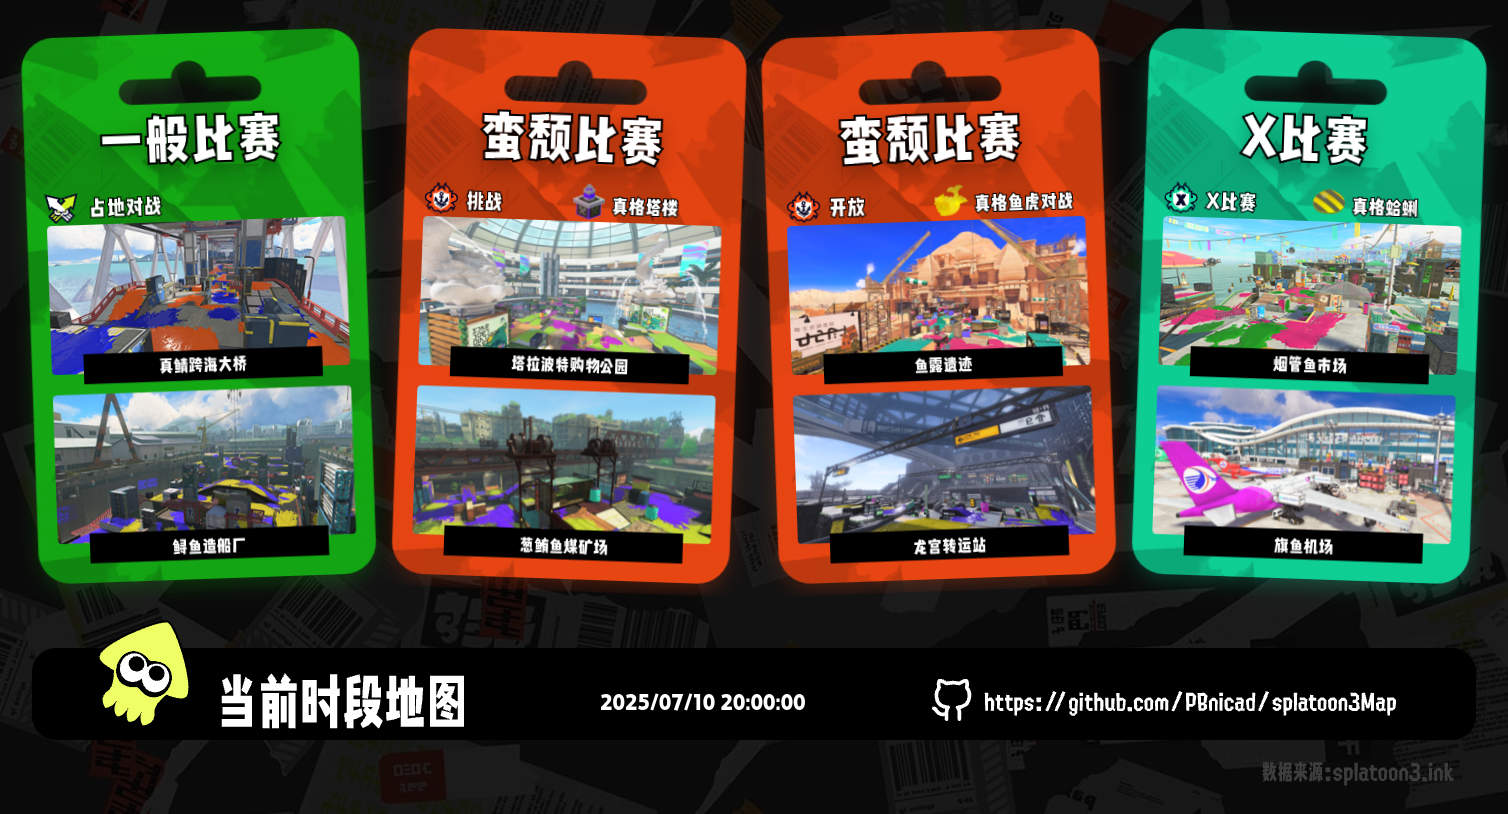 一般比赛
占地对战
真鲷跨海大桥
鲟鱼造船厂
蛮颓比赛
挑战
真格塔楼
塔拉波特购物公园
葱鲔鱼煤矿场
蛮颓比赛
开放
真格鱼虎对战
鱼露遗迹
龙宫转运站
X比赛
X比赛
真格蛤蜊
烟管鱼市场
旗鱼机场
当前时段地图
2025/07/10 20:00:00
https://github.com/PBnicad/splatoon3Map
数据来源:splatoon3.ink